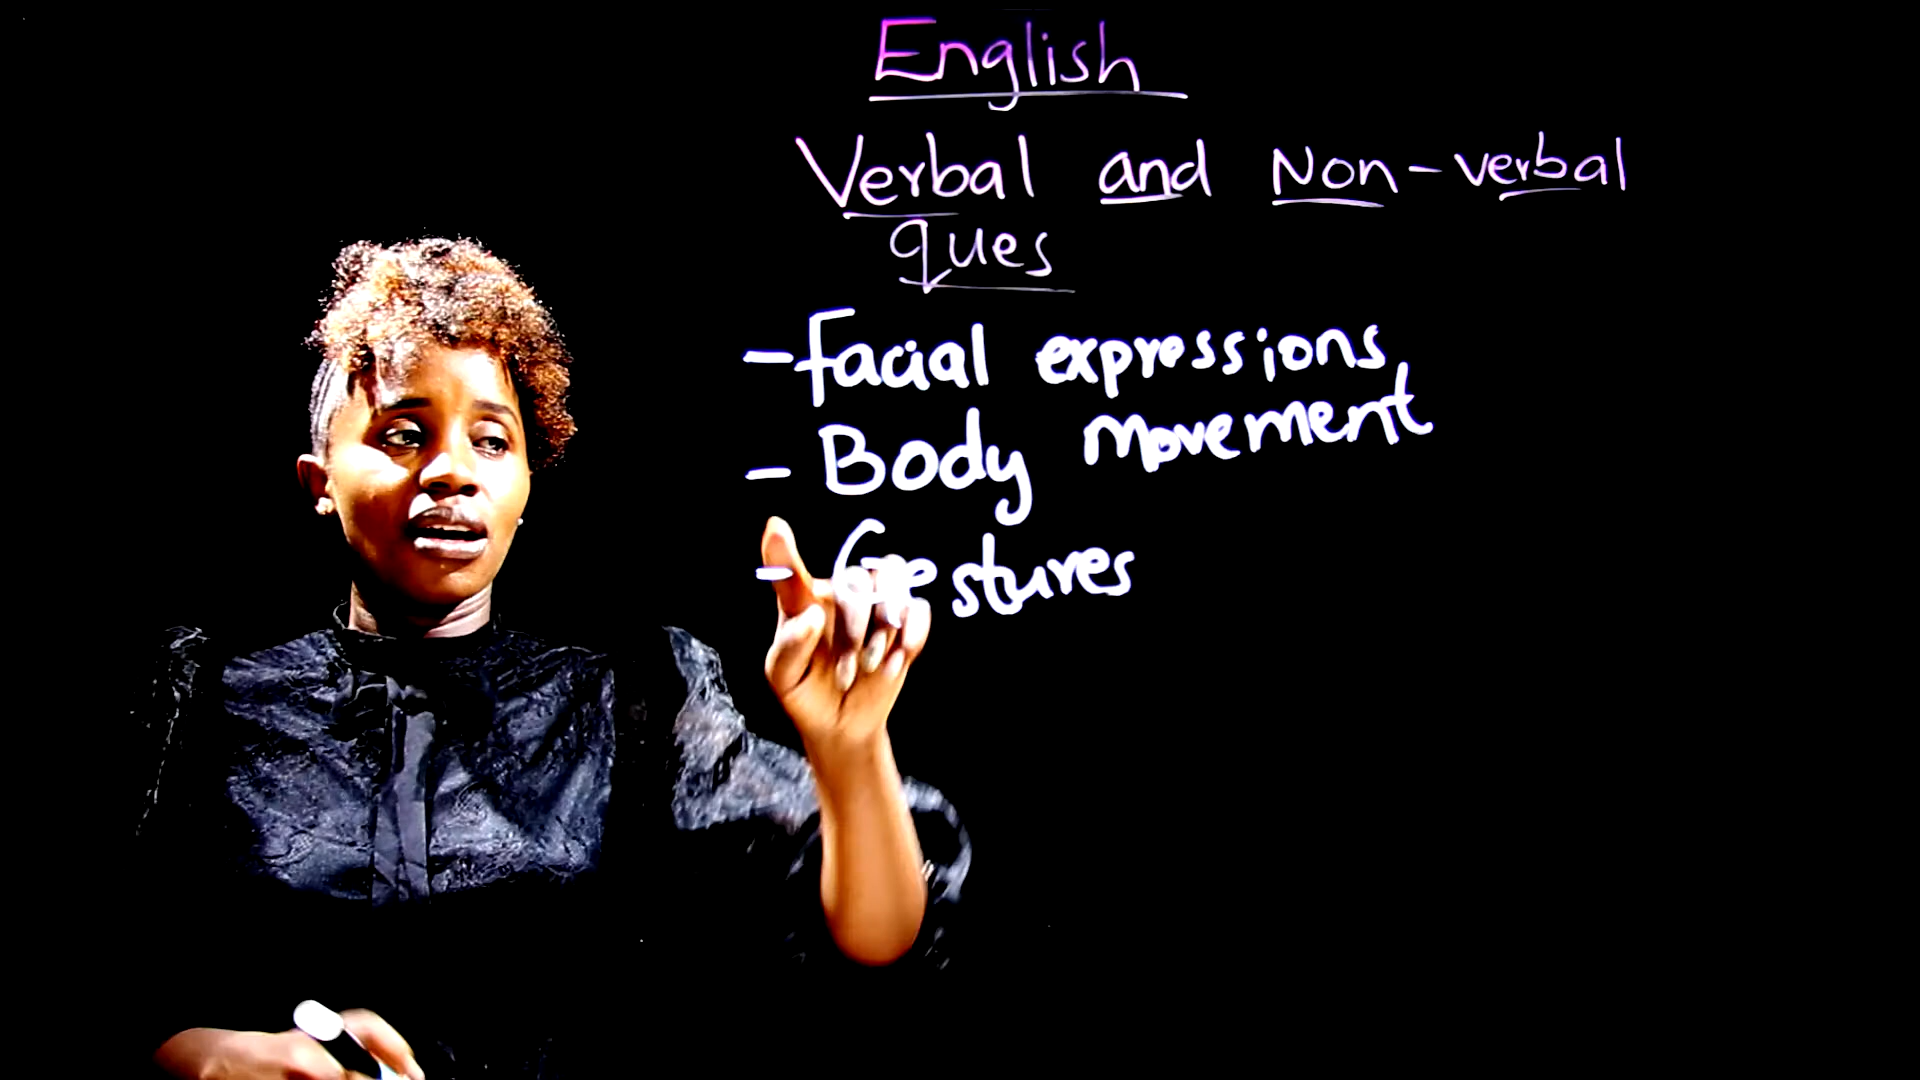 English
Verbal and Non-verbal
ques
- Facial expressions
- Body Movement
- Gestures